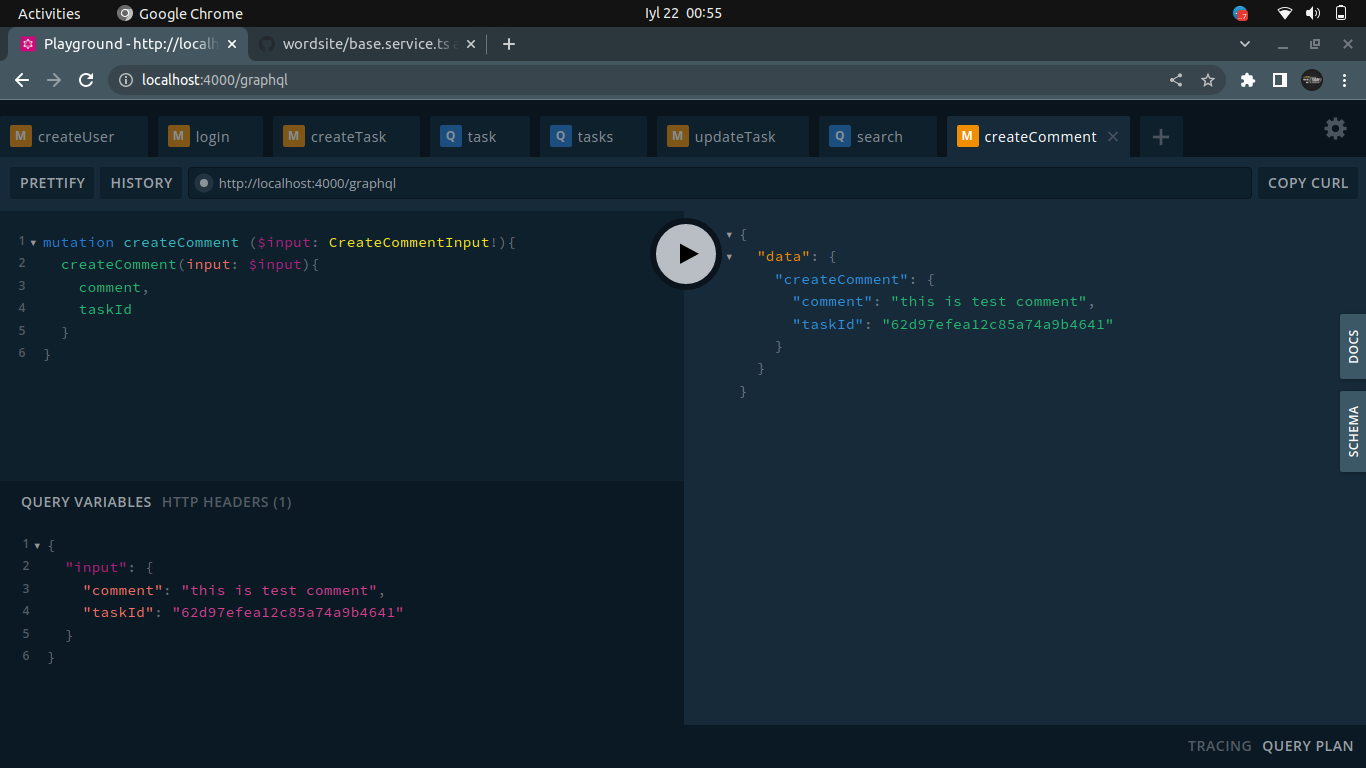 Activities Google Chrome Iyl 22 00:55 7
Playground - http://localh wordsite/base.service.ts a
localhost:4000/graphql
M createUser M login M createTask Q task Q tasks M updateTask Q search M createComment
PRETTIFY HISTORY http://localhost:4000/graphql COPY CURL
1 mutation createComment ($input: CreateCommentInput!){
2 createComment(input: $input){
3 comment,
4 taskId
5 }
6 }
{
"data": {
"createComment": {
"comment": "this is test comment",
"taskId": "62d97efea12c85a74a9b4641"
}
}
}
DOCS
SCHEMA
QUERY VARIABLES HTTP HEADERS (1)
1 {
2 "input": {
3 "comment": "this is test comment",
4 "taskId": "62d97efea12c85a74a9b4641"
5 }
6 }
TRACING QUERY PLAN